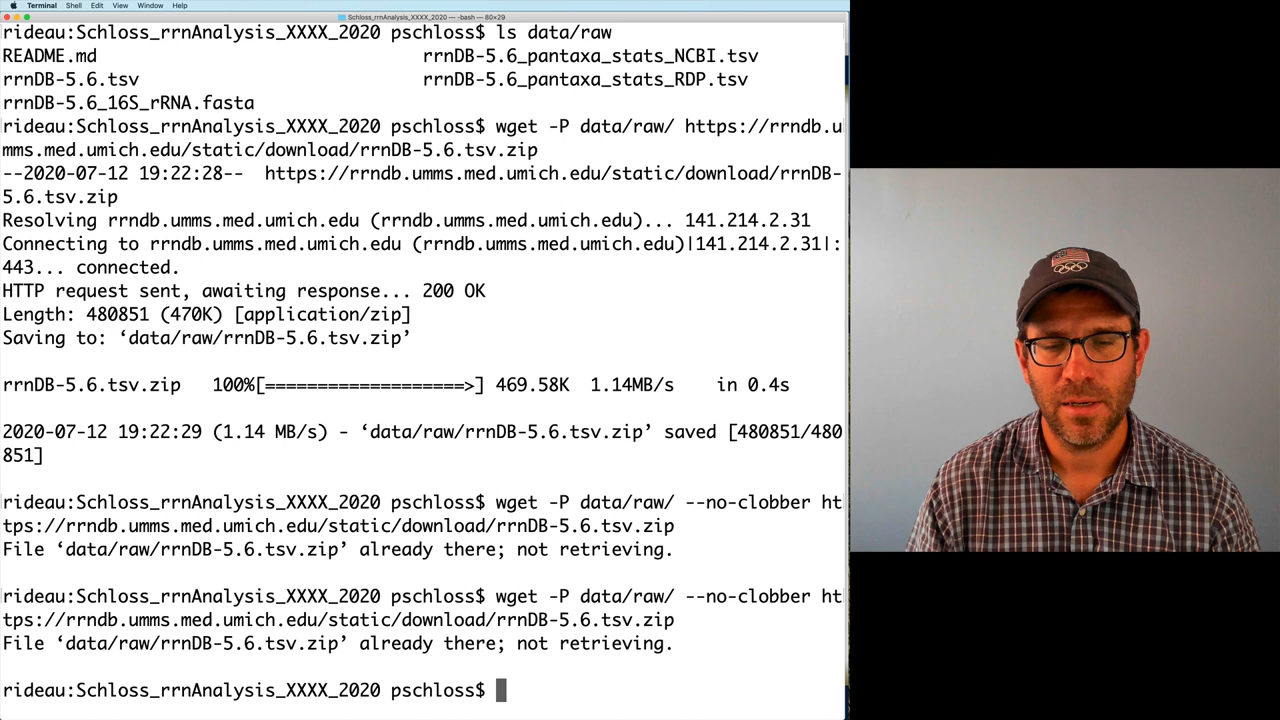 Terminal Shell Edit View Window Help
Schloss_rrnAnalysis_XXXX_2020 — -bash — 80×29
rideau:Schloss_rrnAnalysis_XXXX_2020 pschloss$ ls data/raw
README.md rrnDB-5.6_pantaxa_stats_NCBI.tsv
rrnDB-5.6.tsv rrnDB-5.6_pantaxa_stats_RDP.tsv
rrnDB-5.6_16S_rRNA.fasta
rideau:Schloss_rrnAnalysis_XXXX_2020 pschloss$ wget -P data/raw/ https://rrndb.u
mms.med.umich.edu/static/download/rrnDB-5.6.tsv.zip
--2020-07-12 19:22:28-- https://rrndb.umms.med.umich.edu/static/download/rrnDB-
5.6.tsv.zip
Resolving rrndb.umms.med.umich.edu (rrndb.umms.med.umich.edu)... 141.214.2.31
Connecting to rrndb.umms.med.umich.edu (rrndb.umms.med.umich.edu)|141.214.2.31|:
443... connected.
HTTP request sent, awaiting response... 200 OK
Length: 480851 (470K) [application/zip]
Saving to: ‘data/raw/rrnDB-5.6.tsv.zip’
rrnDB-5.6.tsv.zip 100%[===================>] 469.58K 1.14MB/s in 0.4s
2020-07-12 19:22:29 (1.14 MB/s) - ‘data/raw/rrnDB-5.6.tsv.zip’ saved [480851/480
851]
rideau:Schloss_rrnAnalysis_XXXX_2020 pschloss$ wget -P data/raw/ --no-clobber ht
tps://rrndb.umms.med.umich.edu/static/download/rrnDB-5.6.tsv.zip
File ‘data/raw/rrnDB-5.6.tsv.zip’ already there; not retrieving.
rideau:Schloss_rrnAnalysis_XXXX_2020 pschloss$ wget -P data/raw/ --no-clobber ht
tps://rrndb.umms.med.umich.edu/static/download/rrnDB-5.6.tsv.zip
File ‘data/raw/rrnDB-5.6.tsv.zip’ already there; not retrieving.
rideau:Schloss_rrnAnalysis_XXXX_2020 pschloss$